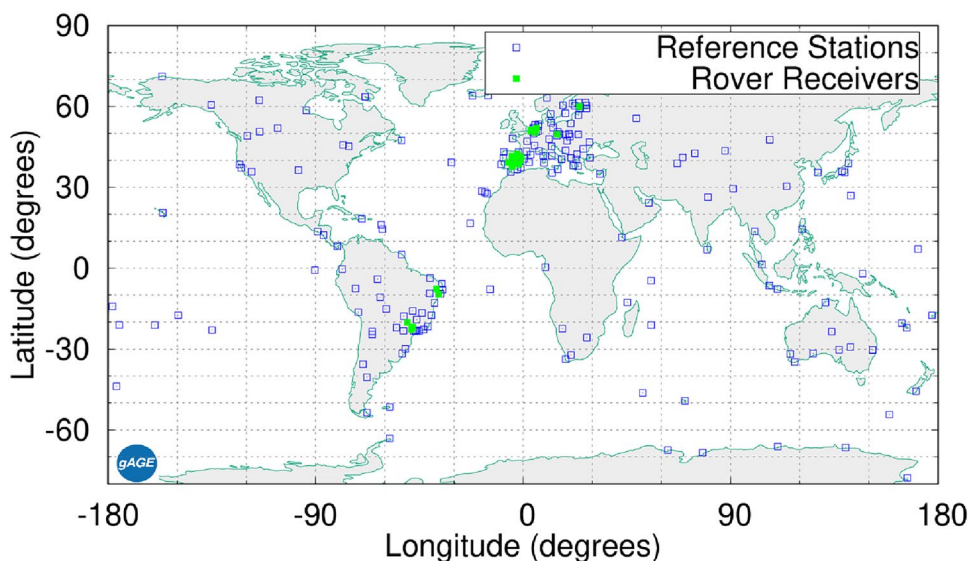 90
60
30
0
-30
-60
Latitude (degrees)
Reference Stations
Rover Receivers
gAGE
-180
-90
0
90
180
Longitude (degrees)